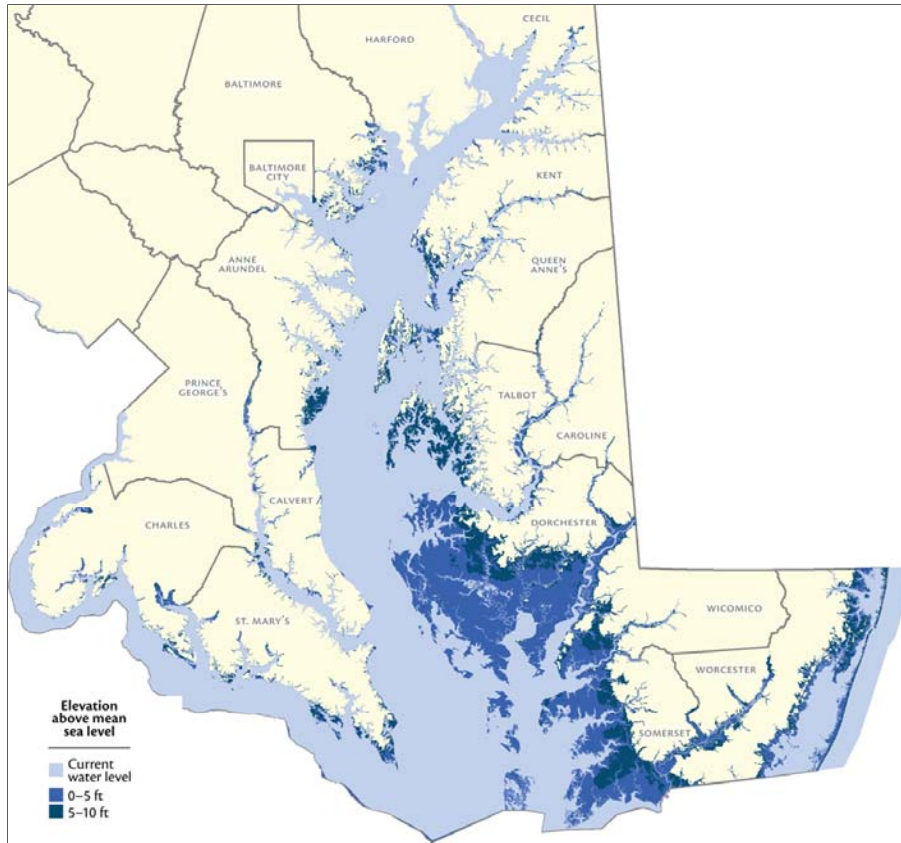 CECIL
HARFORD
BALTIMORE
BALTIMORE
CITY
KENT
ANNE
ARUNDEL
QUEEN
ANNE'S
PRINCE
GEORGE'S
TALBOT
CAROLINE
CALVERT
DORCHESTER
CHARLES
ST. MARY'S
WICOMICO
WORCESTER
SOMERSET
Elevation
above mean
sea level
Current
water level
0–5 ft
5–10 ft